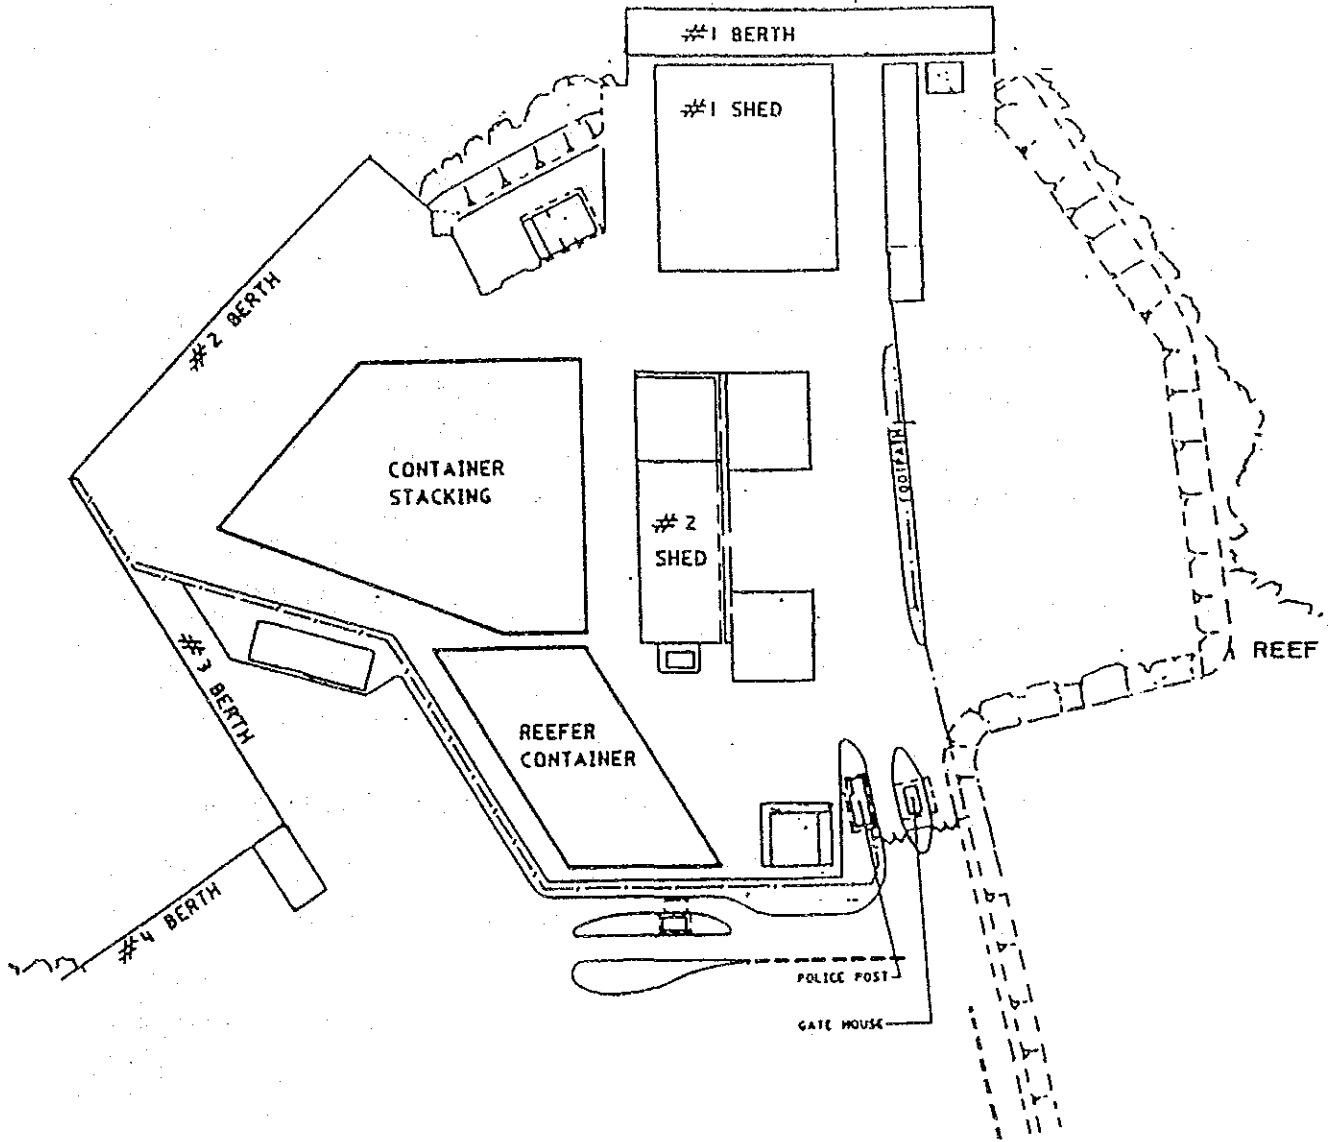 #1 BERTH
#1 SHED
#2 BERTH
CONTAINER
STACKING
FOOTPATH
#2
SHED
#3 BERTH
REEF
REEFER
CONTAINER
#4 BERTH
POLICE POST
GATE HOUSE